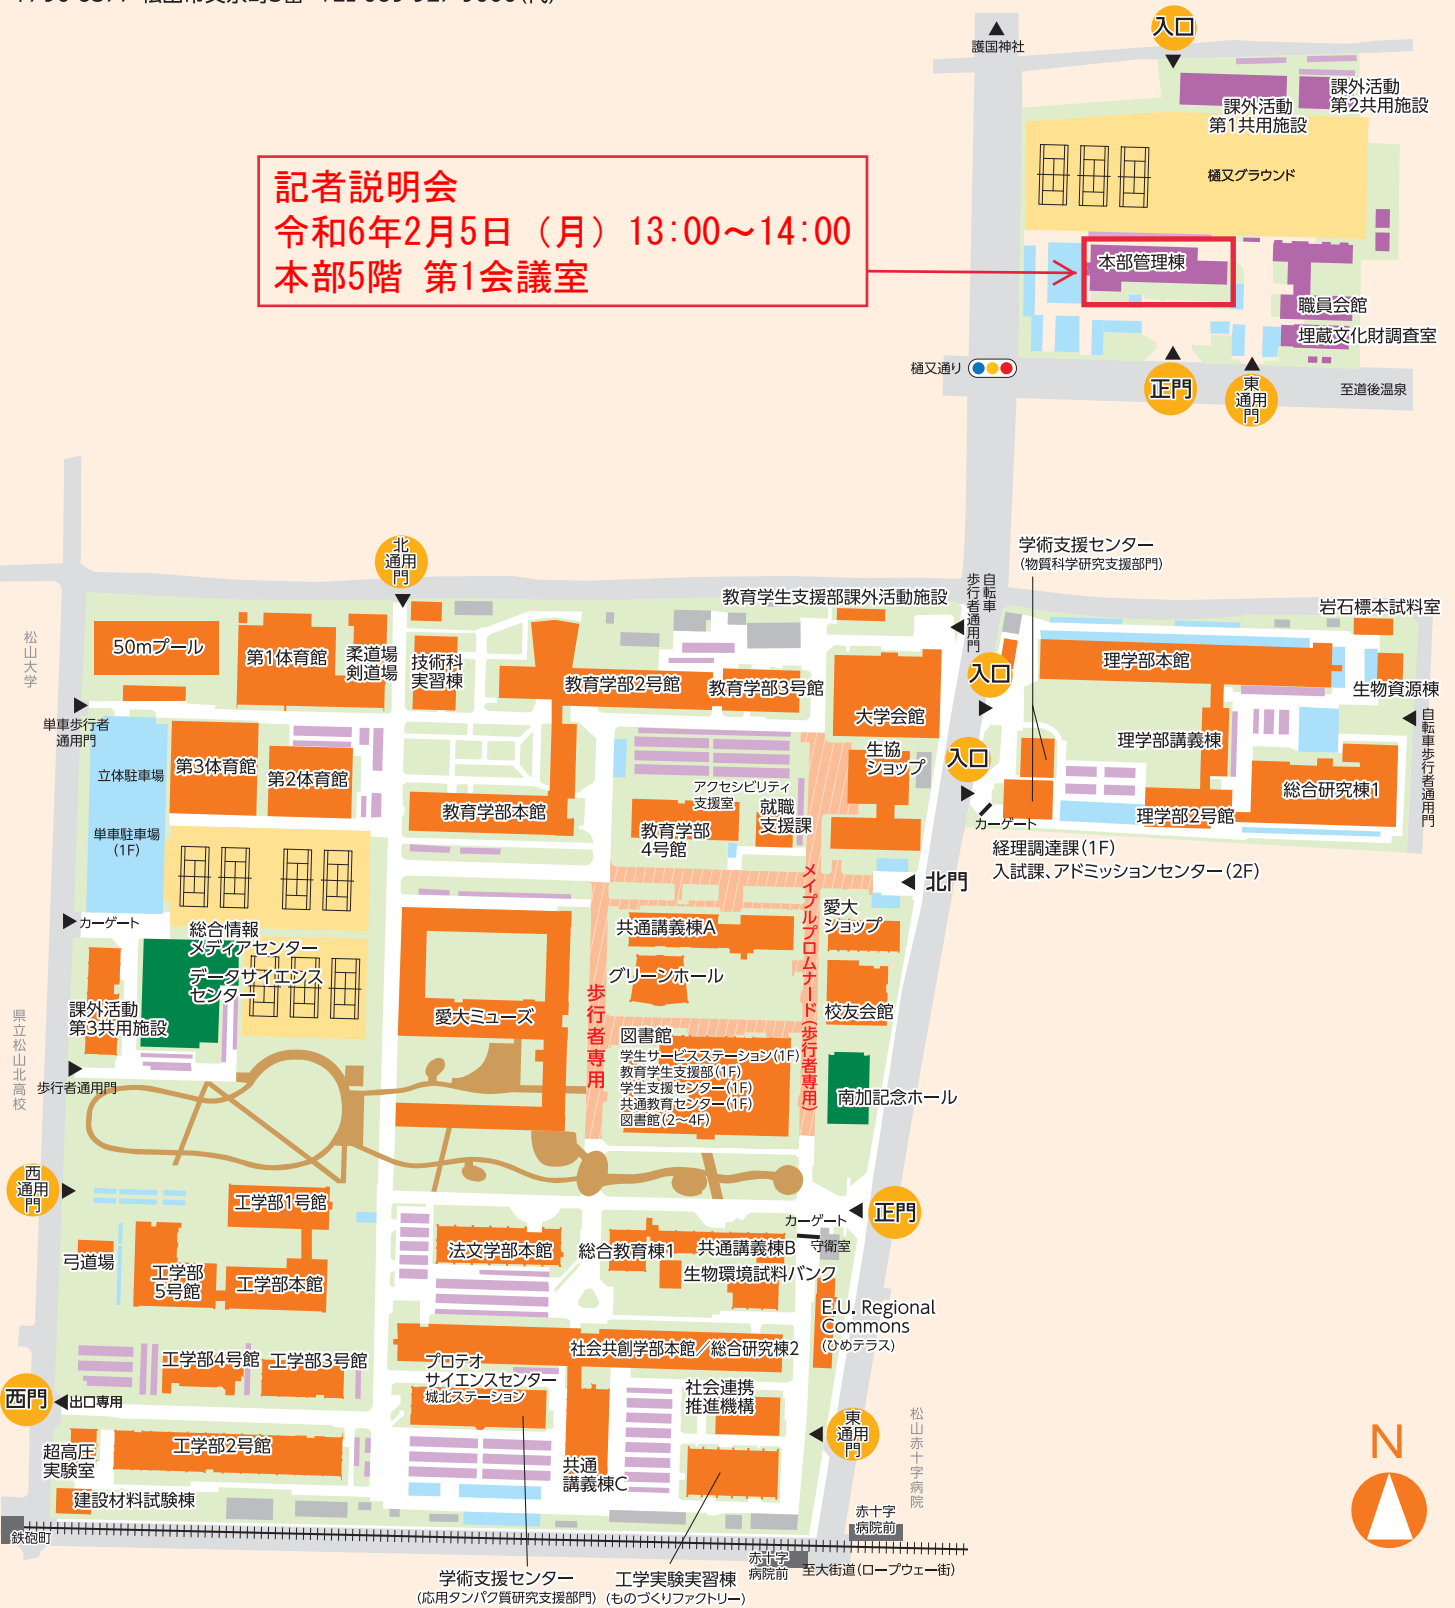 入口
護国神社
課外活動
第2共用施設
課外活動
第1共用施設
樋又グラウンド
記者説明会
令和6年2月5日（月）13:00～14:00
本部5階 第1会議室
本部管理棟
職員会館
埋蔵文化財調査室
樋又通り
正門
東
通用
門
至道後温泉
北
通用
門
学術支援センター
(物質科学研究支援部門)
自転車
歩行者通用門
教育学生支援部課外活動施設
岩石標本試料室
松山大学
50mプール
第1体育館
柔道場
剣道場
技術科
実習棟
教育学部2号館
教育学部3号館
大学会館
入口
理学部本館
生物資源棟
単車歩行者
通用門
自転車歩行者通用門
立体駐車場
第3体育館
第2体育館
生協
ショップ
入口
理学部講義棟
アクセシビリティ
支援室
総合研究棟1
教育学部本館
就職
支援課
教育学部
4号館
カーゲート
理学部2号館
単車駐車場
(1F)
経理調達課(1F)
入試課、アドミッションセンター(2F)
北門
メイプルプロムナード(歩行者専用)
カーゲート
総合情報
メディアセンター
データサイエンス
センター
共通講義棟A
愛大
ショップ
グリーンホール
歩行者専用
課外活動
第3共用施設
愛大ミューズ
校友会館
県立松山北高校
図書館
学生サービスステーション(1F)
教育学生支援部(1F)
学生支援センター(1F)
共通教育センター(1F)
図書館(2～4F)
歩行者通用門
南加記念ホール
西
通用
門
工学部1号館
正門
カーゲート
守衛室
弓道場
工学部
5号館
工学部本館
法文学部本館
総合教育棟1
共通講義棟B
生物環境試料バンク
E.U. Regional
Commons
(ひめテラス)
工学部4号館
工学部3号館
社会共創学部本館／総合研究棟2
プロテオ
サイエンスセンター
城北ステーション
社会連携
推進機構
西門
出口専用
東
通用
門
松山赤十字病院
超高圧
実験室
工学部2号館
共通
講義棟C
建設材料試験棟
鉄砲町
赤十字
病院前
赤十字
病院前
至大街道(ロープウェー街)
学術支援センター
(応用タンパク質研究支援部門)
工学実験実習棟
(ものづくりファクトリー)
N